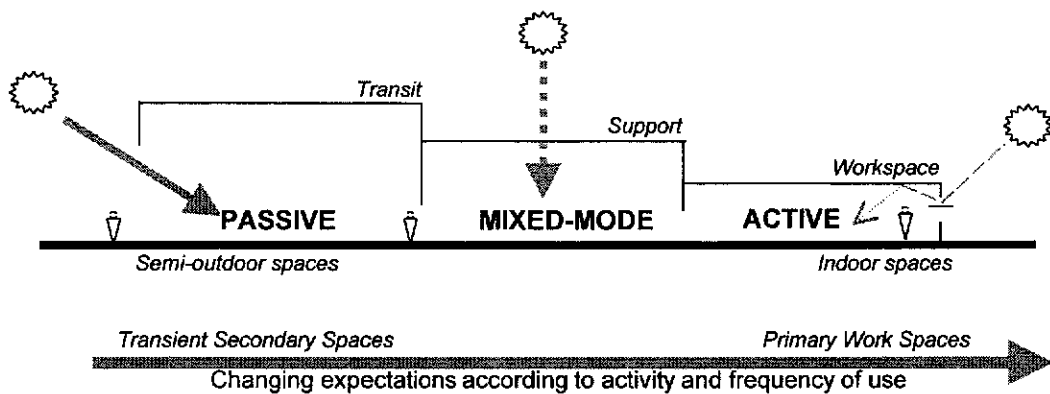 Transit
Support
Workspace
PASSIVE
MIXED-MODE
ACTIVE
Semi-outdoor spaces
Indoor spaces
Transient Secondary Spaces
Primary Work Spaces
Changing expectations according to activity and frequency of use